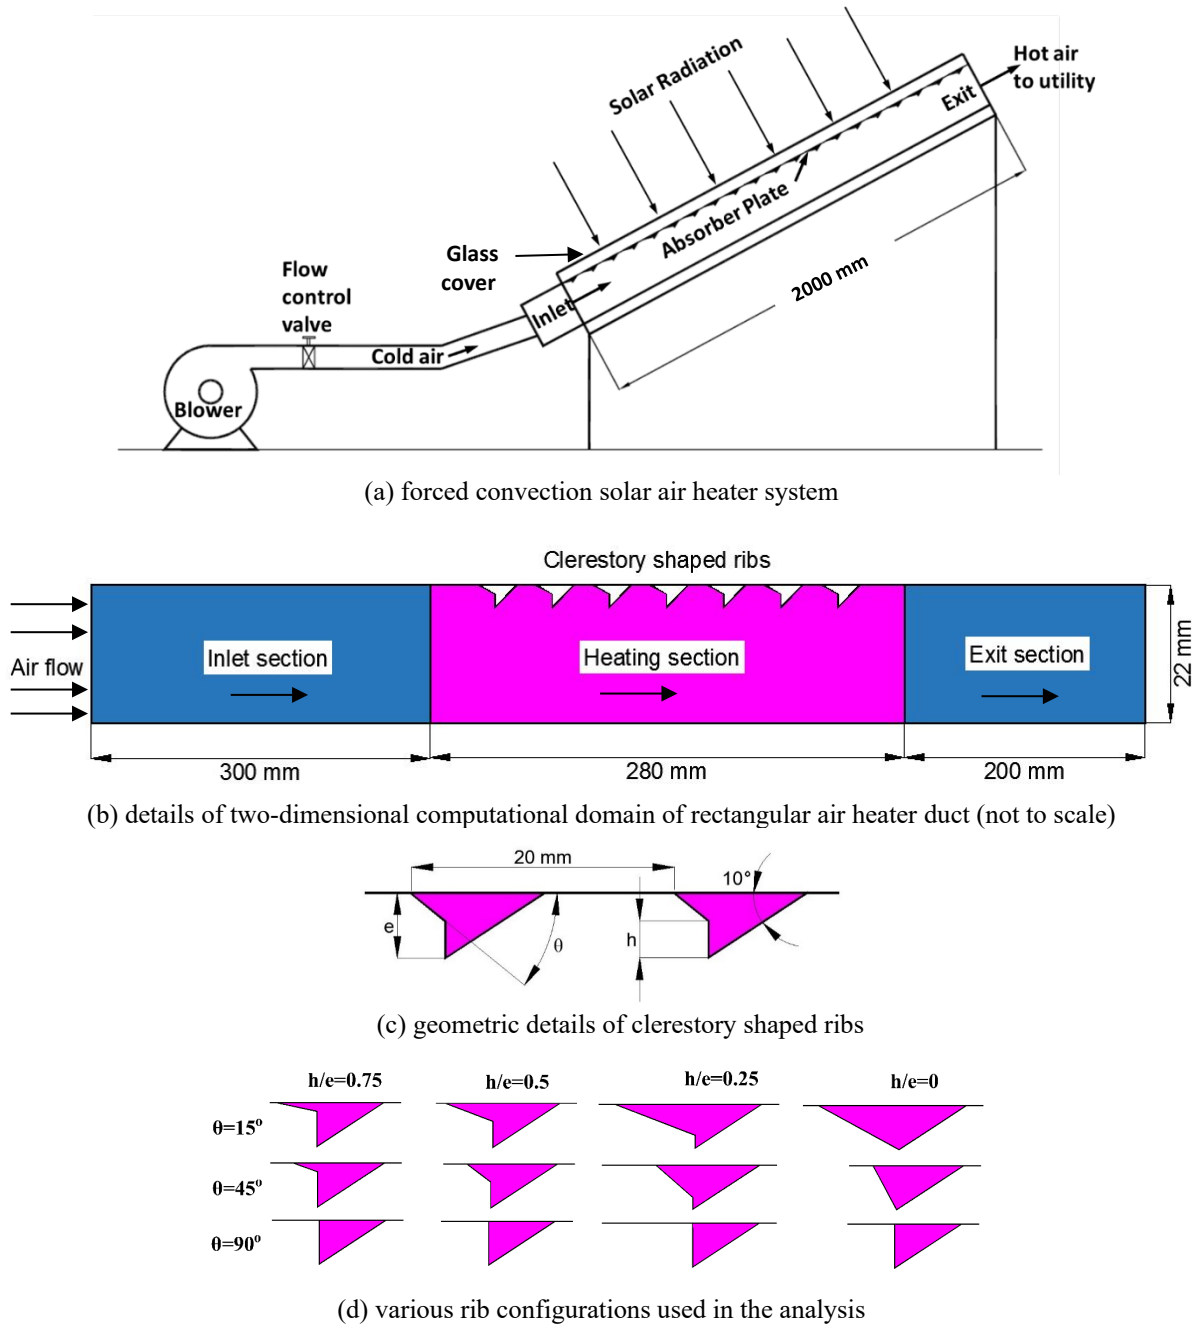 Solar Radiation
Hot air
to utility
Exit
Absorber Plate
Glass
cover
2000 mm
Flow
control
valve
Inlet
Cold air
Blower
(a) forced convection solar air heater system
Clerestory shaped ribs
Air flow
Inlet section
Heating section
Exit section
22 mm
300 mm
280 mm
200 mm
(b) details of two-dimensional computational domain of rectangular air heater duct (not to scale)
20 mm
10°
e
θ
h
(c) geometric details of clerestory shaped ribs
h/e=0.75
h/e=0.5
h/e=0.25
h/e=0
θ=15º
θ=45º
θ=90º
(d) various rib configurations used in the analysis